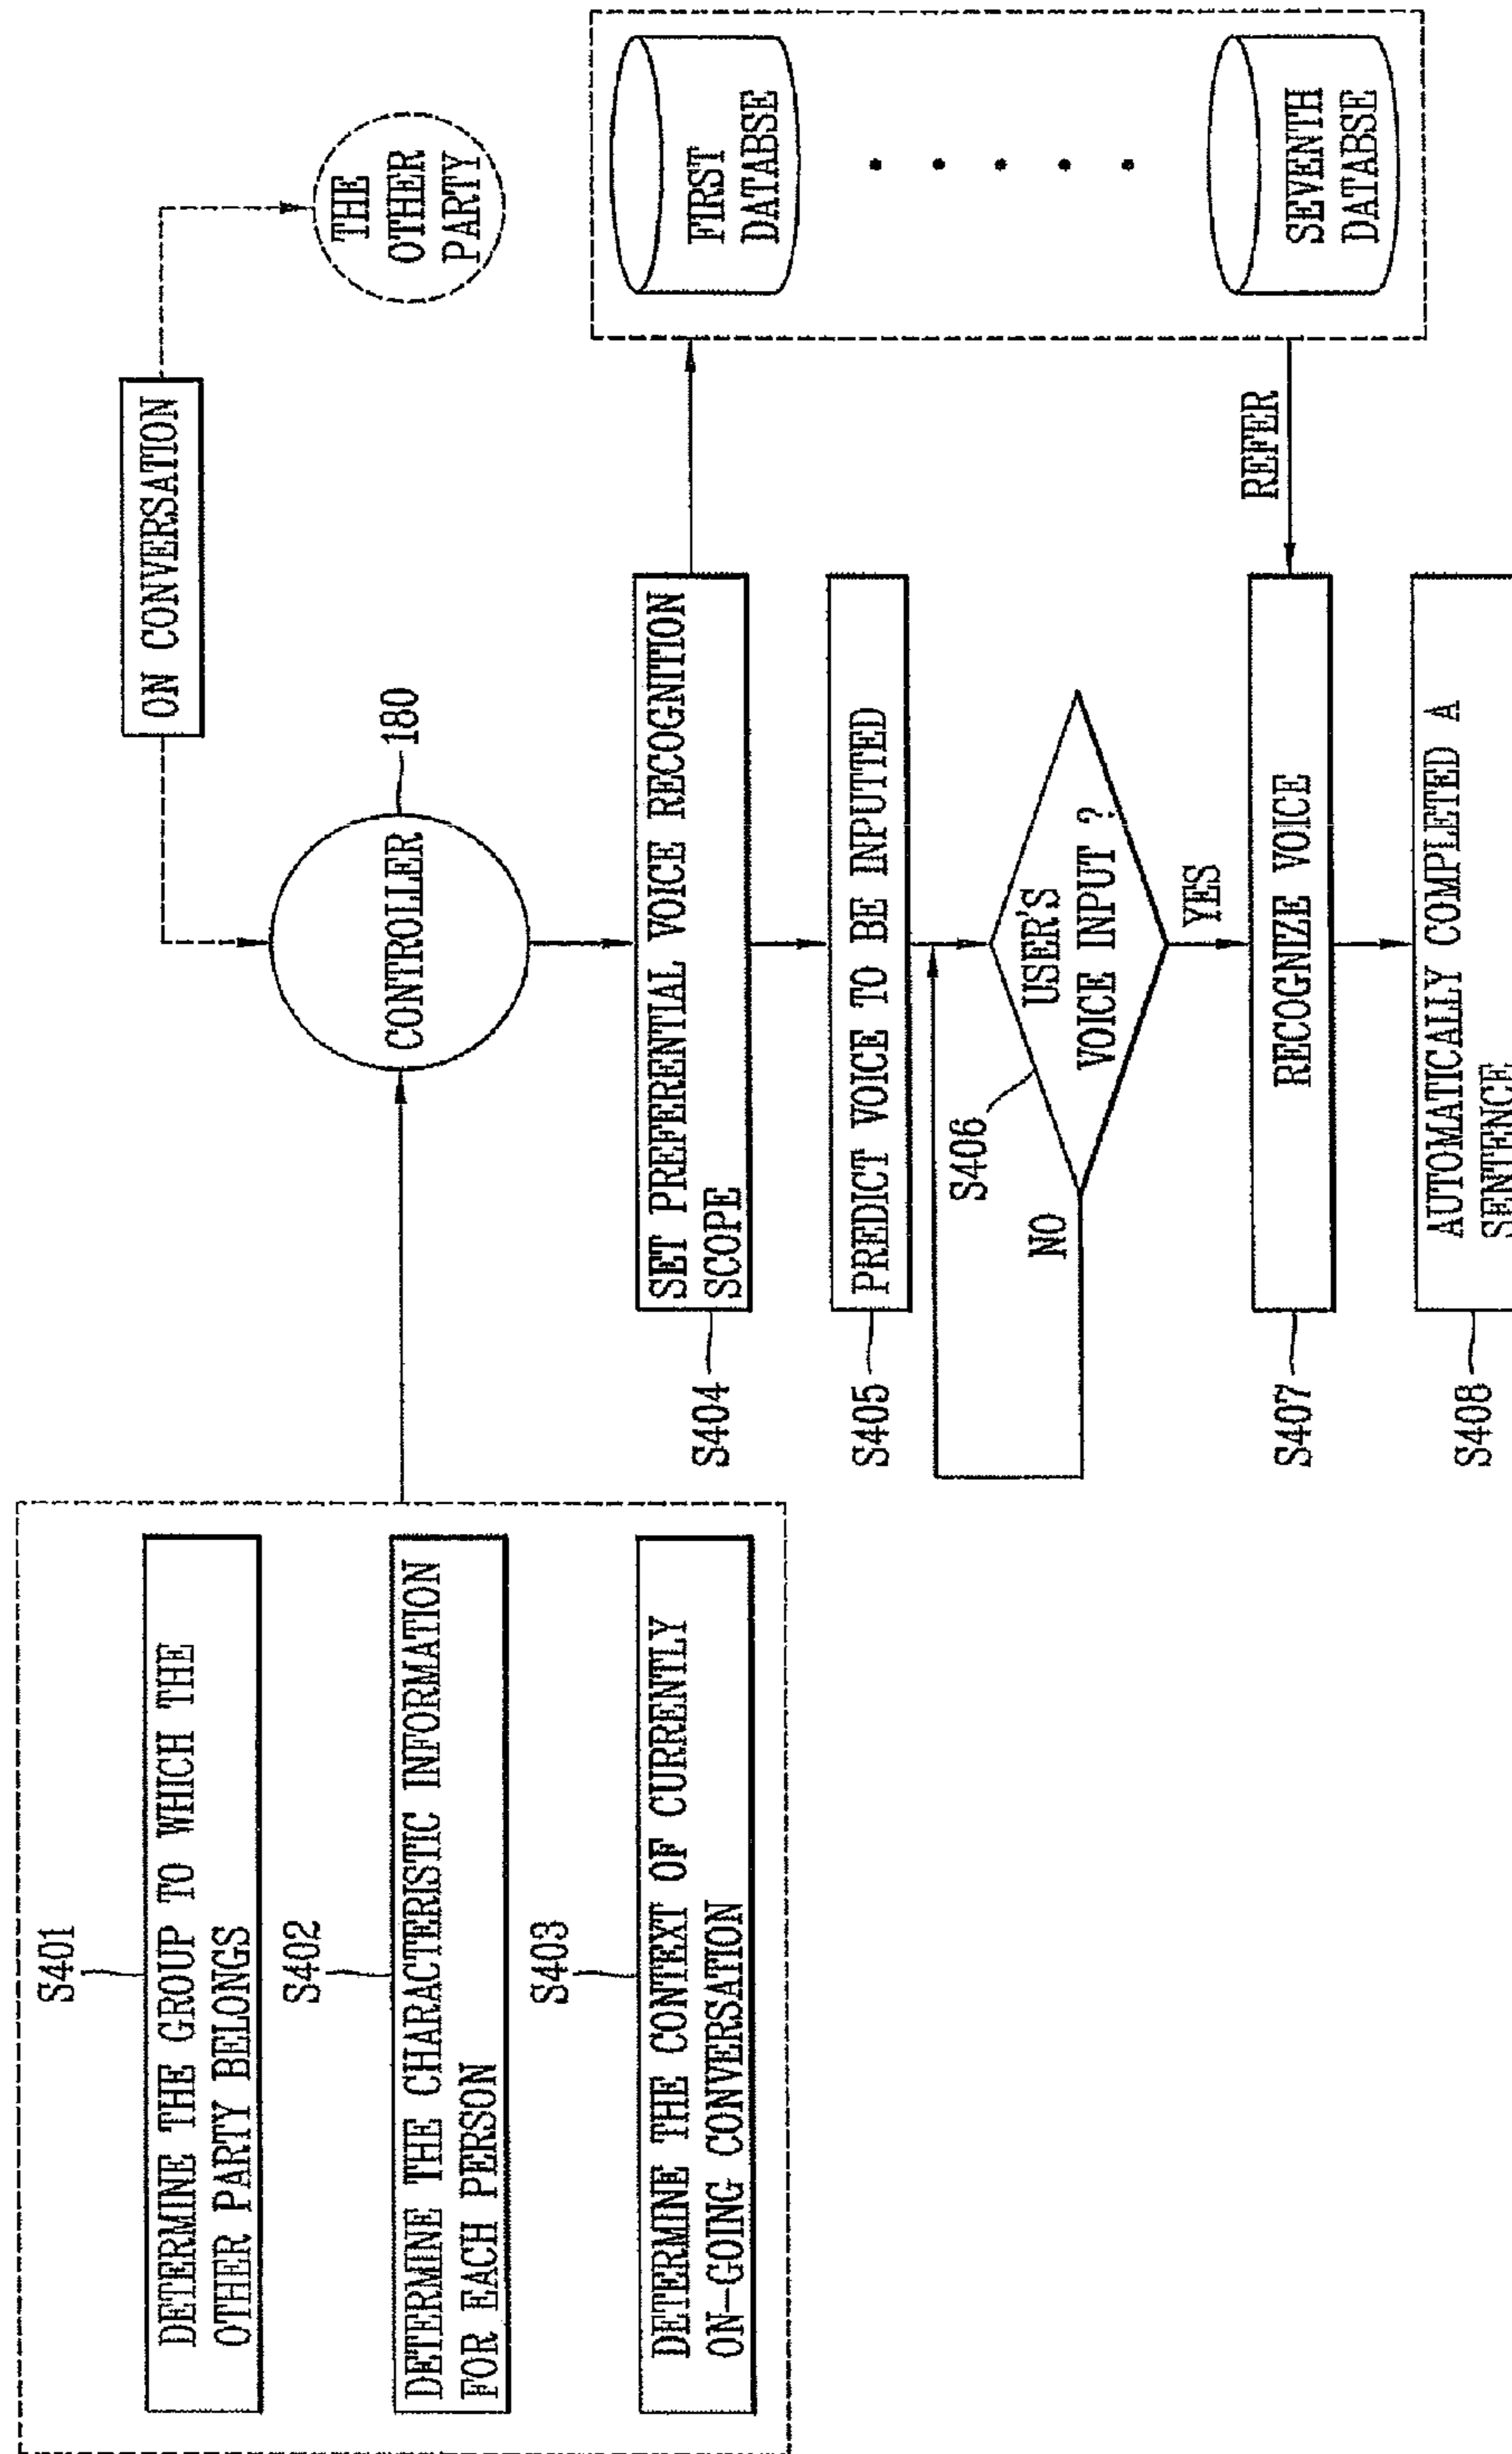 S401
DETERMINE THE GROUP TO WHICH THE
OTHER PARTY BELONGS
S402
DETERMINE THE CHARACTERISTIC INFORMATION
FOR EACH PERSON
S403
DETERMINE THE CONTEXT OF CURRENTLY
ON-GOING CONVERSATION
ON CONVERSATION
CONTROLLER
180
THE
OTHER
PARTY
S404
SET PREFERENTIAL VOICE RECOGNITION
SCOPE
S405
PREDICT VOICE TO BE INPUTTED
S406
USER'S
VOICE INPUT ?
NO
YES
S407
RECOGNIZE VOICE
REFER
S408
AUTOMATICALLY COMPLETED A
SENTENCE
FIRST
DATABSE
SEVENTH
DATABSE